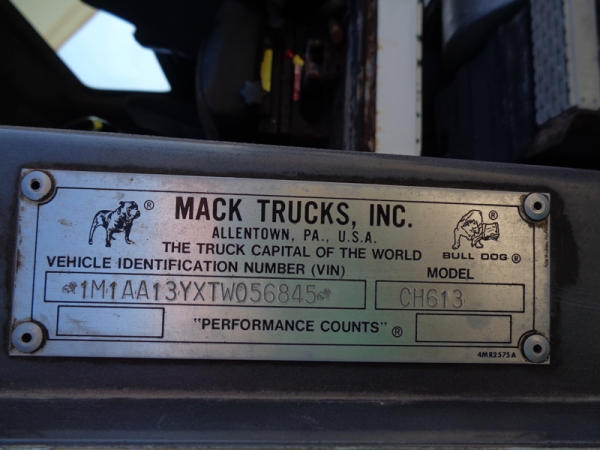 MACK TRUCKS, INC.
ALLENTOWN, PA., U.S.A.
THE TRUCK CAPITAL OF THE WORLD
BULL DOG ®
VEHICLE IDENTIFICATION NUMBER (VIN) MODEL
*1M1AA13YXTW056845* CH613
"PERFORMANCE COUNTS" ®
4MR2575A